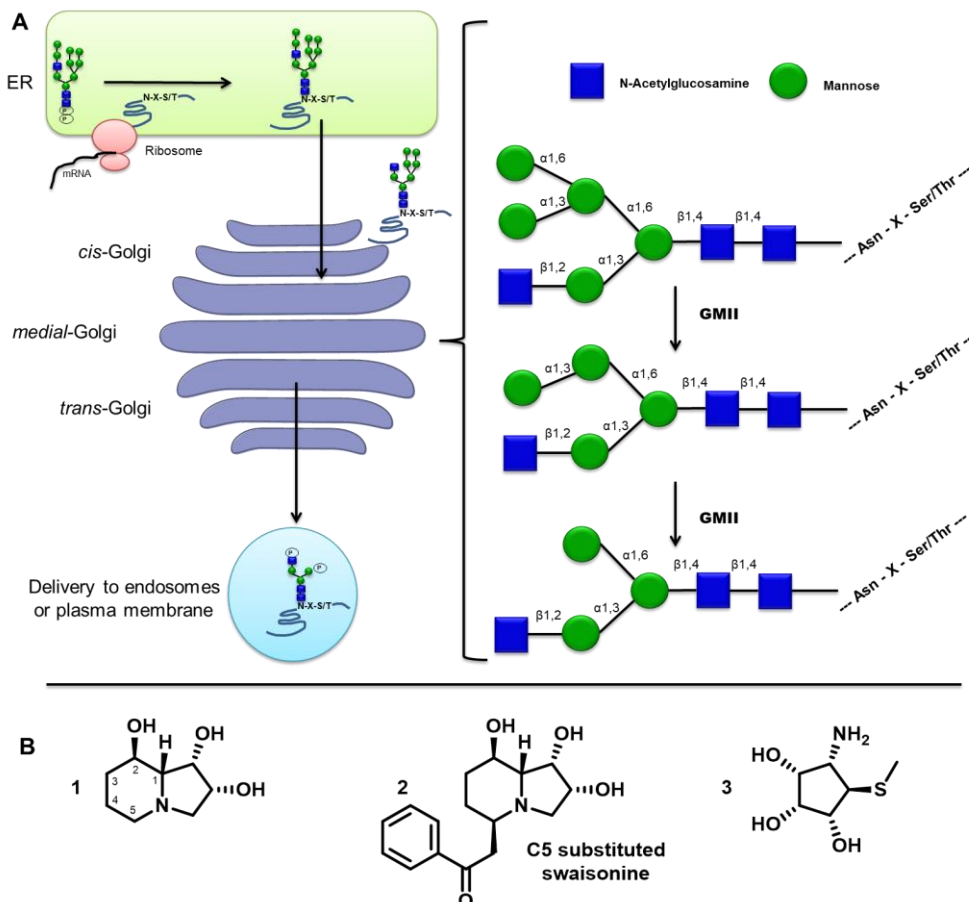 A
ER
P
P
N-X-S/T
N-X-S/T
Ribosome
mRNA
N-X-S/T
cis-Golgi
medial-Golgi
trans-Golgi
Delivery to endosomes
or plasma membrane
P
P
N-X-S/T
N-Acetylglucosamine
Mannose
α1,6
α1,3
α1,6
β1,4
β1,4
β1,2
α1,3
--- Asn - X - Ser/Thr ---
GMII
α1,3
α1,6
β1,4
β1,4
β1,2
α1,3
--- Asn - X - Ser/Thr ---
GMII
α1,6
β1,4
β1,4
β1,2
α1,3
--- Asn - X - Ser/Thr ---
B
1
OH
H
OH
OH
N
1
2
3
4
5
2
OH
H
OH
OH
N
O
C5 substituted
swaisonine
3
NH2
HO
S
HO
OH